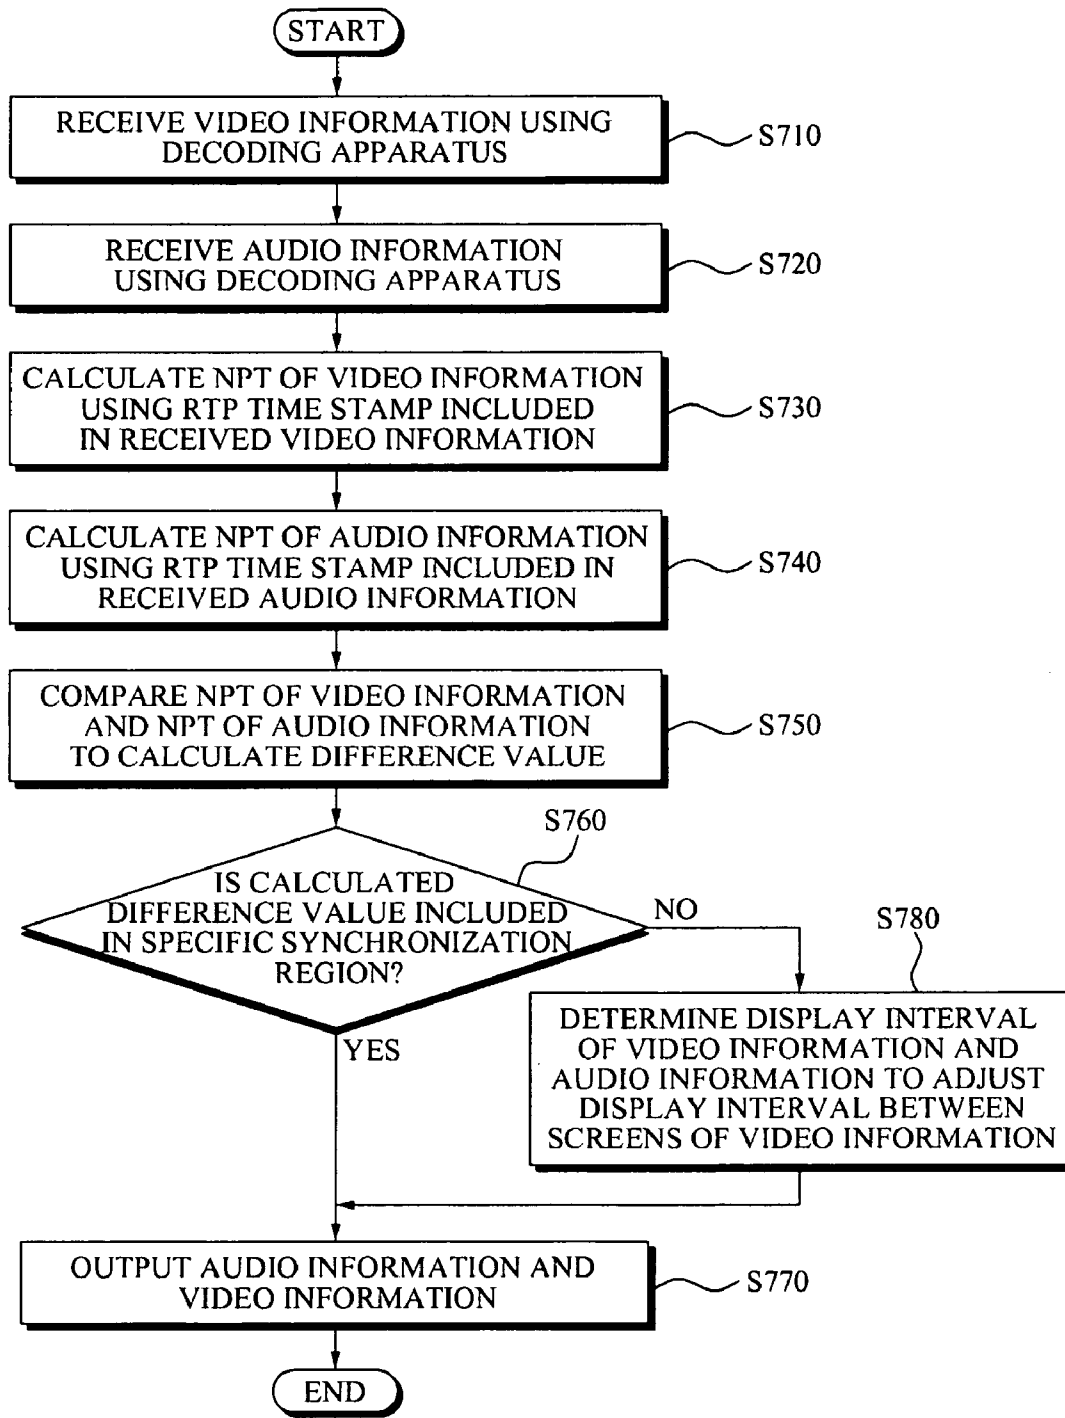 START
RECEIVE VIDEO INFORMATION USING
DECODING APPARATUS
S710
RECEIVE AUDIO INFORMATION
USING DECODING APPARATUS
S720
CALCULATE NPT OF VIDEO INFORMATION
USING RTP TIME STAMP INCLUDED
IN RECEIVED VIDEO INFORMATION
S730
CALCULATE NPT OF AUDIO INFORMATION
USING RTP TIME STAMP INCLUDED IN
RECEIVED AUDIO INFORMATION
S740
COMPARE NPT OF VIDEO INFORMATION
AND NPT OF AUDIO INFORMATION
TO CALCULATE DIFFERENCE VALUE
S750
S760
IS CALCULATED
DIFFERENCE VALUE INCLUDED
IN SPECIFIC SYNCHRONIZATION
REGION?
NO
YES
S780
DETERMINE DISPLAY INTERVAL
OF VIDEO INFORMATION AND
AUDIO INFORMATION TO ADJUST
DISPLAY INTERVAL BETWEEN
SCREENS OF VIDEO INFORMATION
OUTPUT AUDIO INFORMATION AND
VIDEO INFORMATION
S770
END